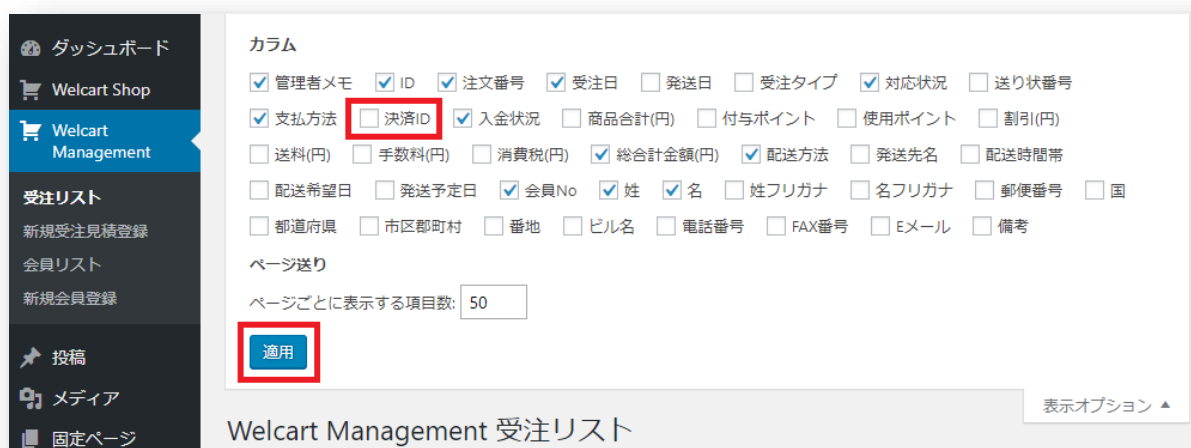 ダッシュボード
Welcart Shop
Welcart
Management
受注リスト
新規受注見積登録
会員リスト
新規会員登録
投稿
メディア
固定ページ
カラム
管理者メモ ID 注文番号 受注日 発送日 受注タイプ 対応状況 送り状番号
支払方法 決済ID 入金状況 商品合計(円) 付与ポイント 使用ポイント 割引(円)
送料(円) 手数料(円) 消費税(円) 総合計金額(円) 配送方法 発送先名 配送時間帯
配送希望日 発送予定日 会員No 姓 名 姓フリガナ 名フリガナ 郵便番号 国
都道府県 市区郡町村 番地 ビル名 電話番号 FAX番号 Eメール 備考
ページ送り
ページごとに表示する項目数: 50
適用
表示オプション ▲
Welcart Management 受注リスト